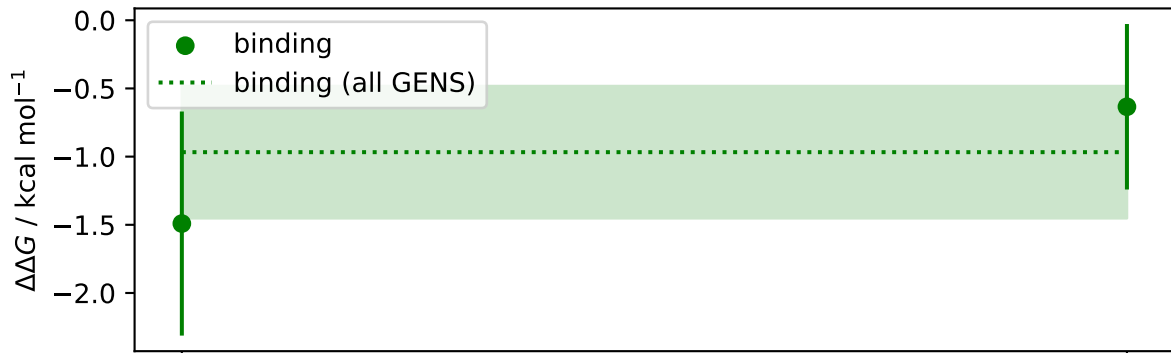 0.0
−0.5
−1.0
−1.5
−2.0
ΔΔG / kcal mol⁻¹
binding
binding (all GENS)